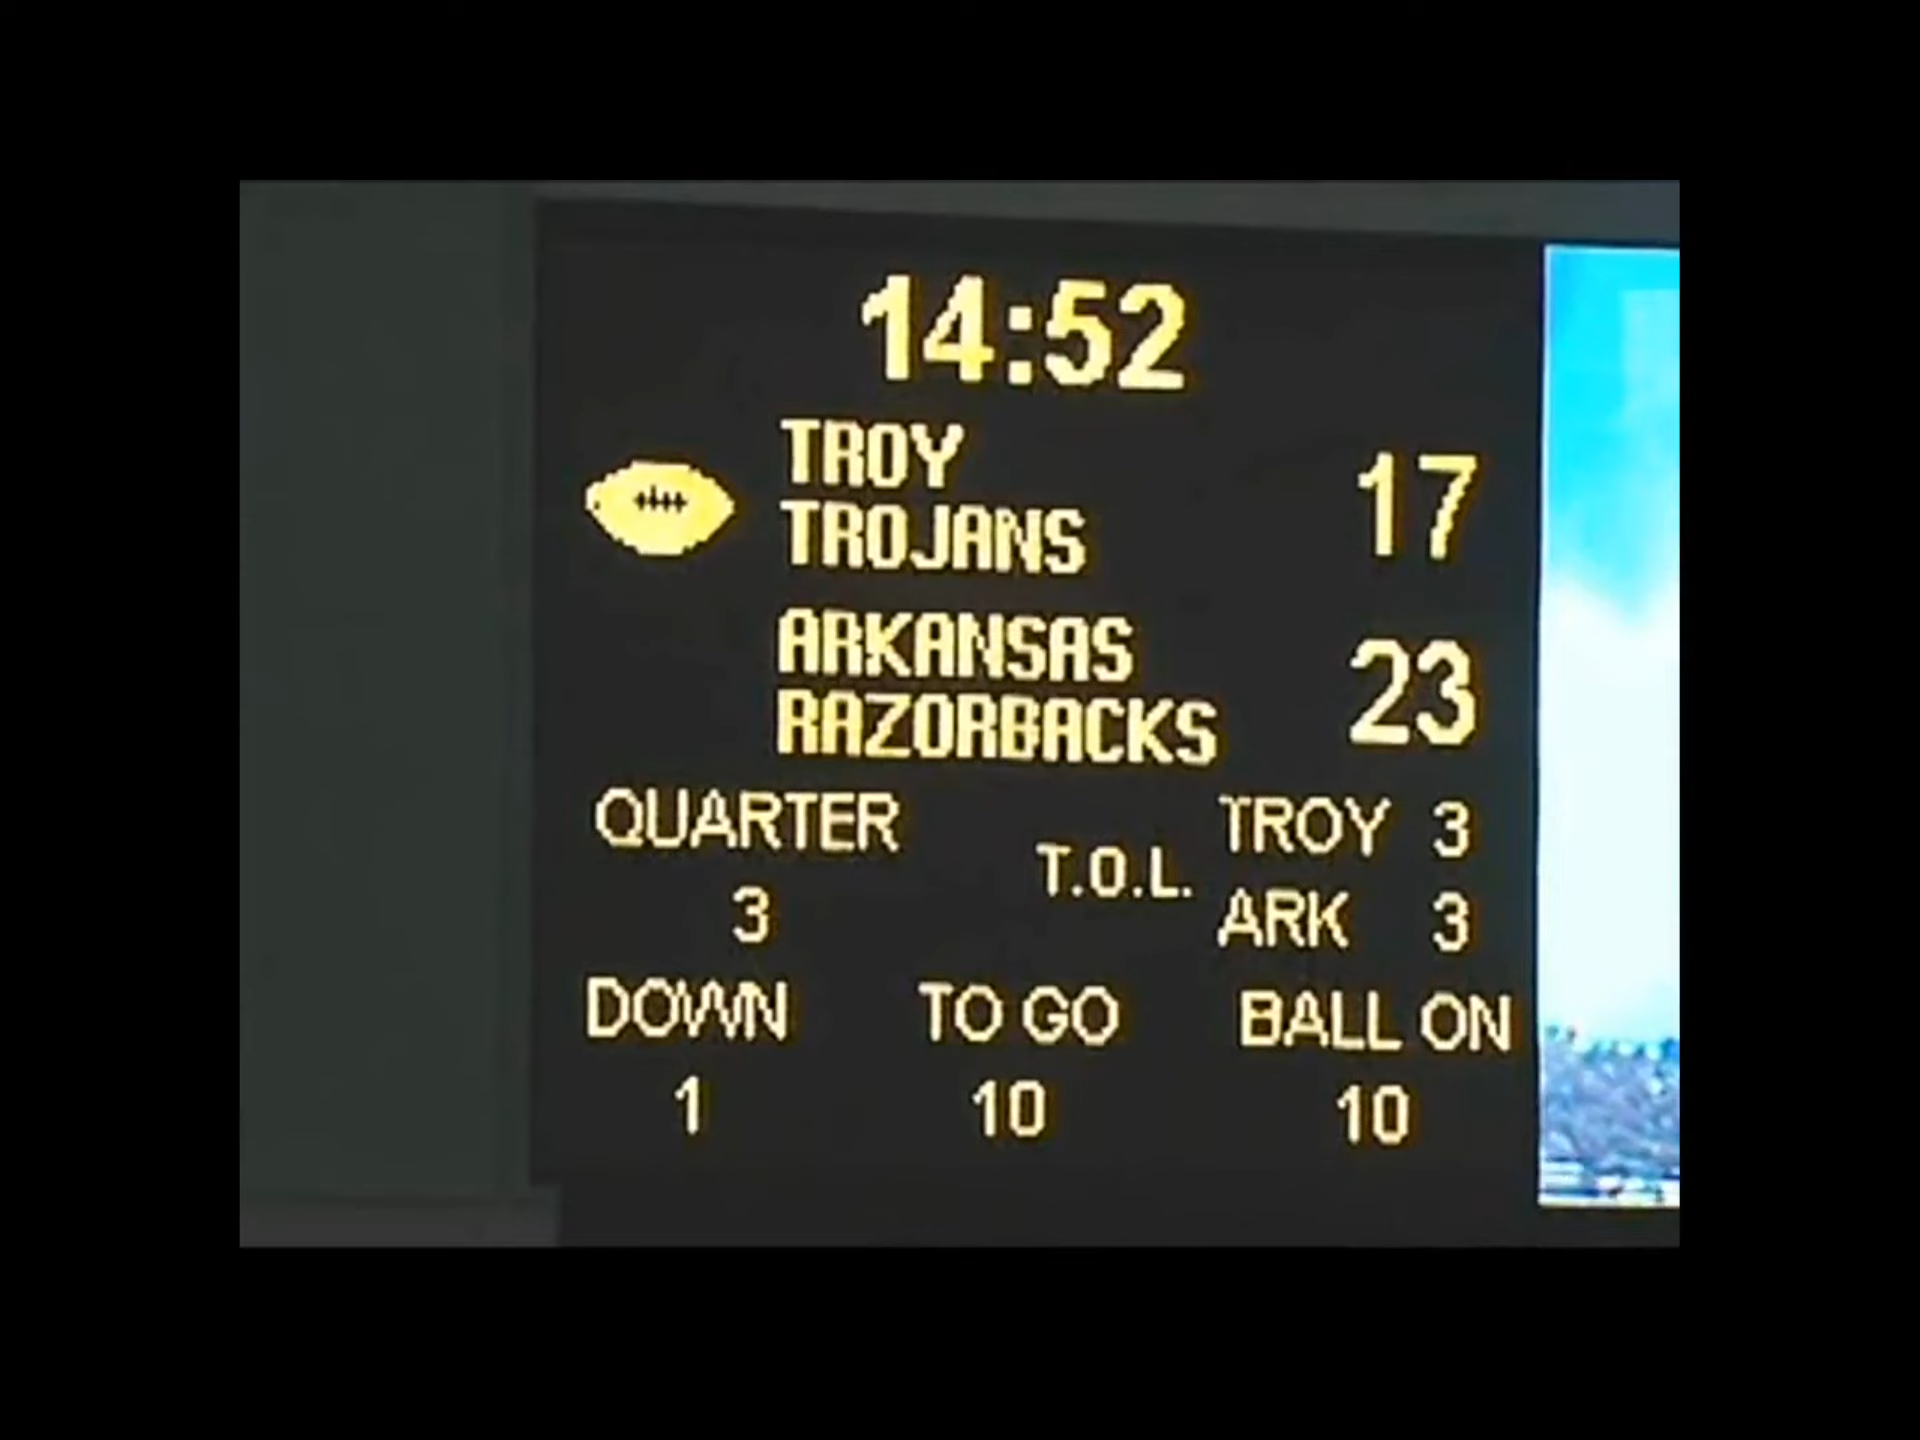 14:52
TROY
TROJANS 17
ARKANSAS
RAZORBACKS 23
QUARTER
3
T.O.L.
TROY 3
ARK 3
DOWN TO GO BALL ON
1 10 10